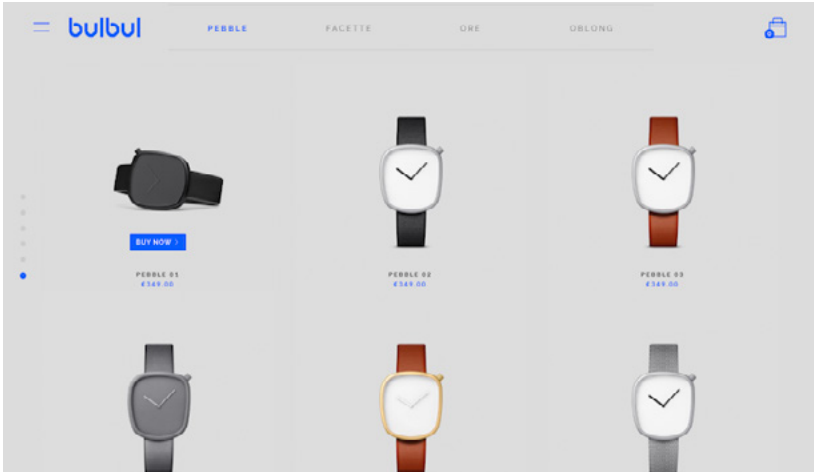 bulbul
PEBBLE
FACETTE
ORE
OBLONG
0
BUY NOW >
PEBBLE 01
€349.00
PEBBLE 02
€349.00
PEBBLE 03
€349.00